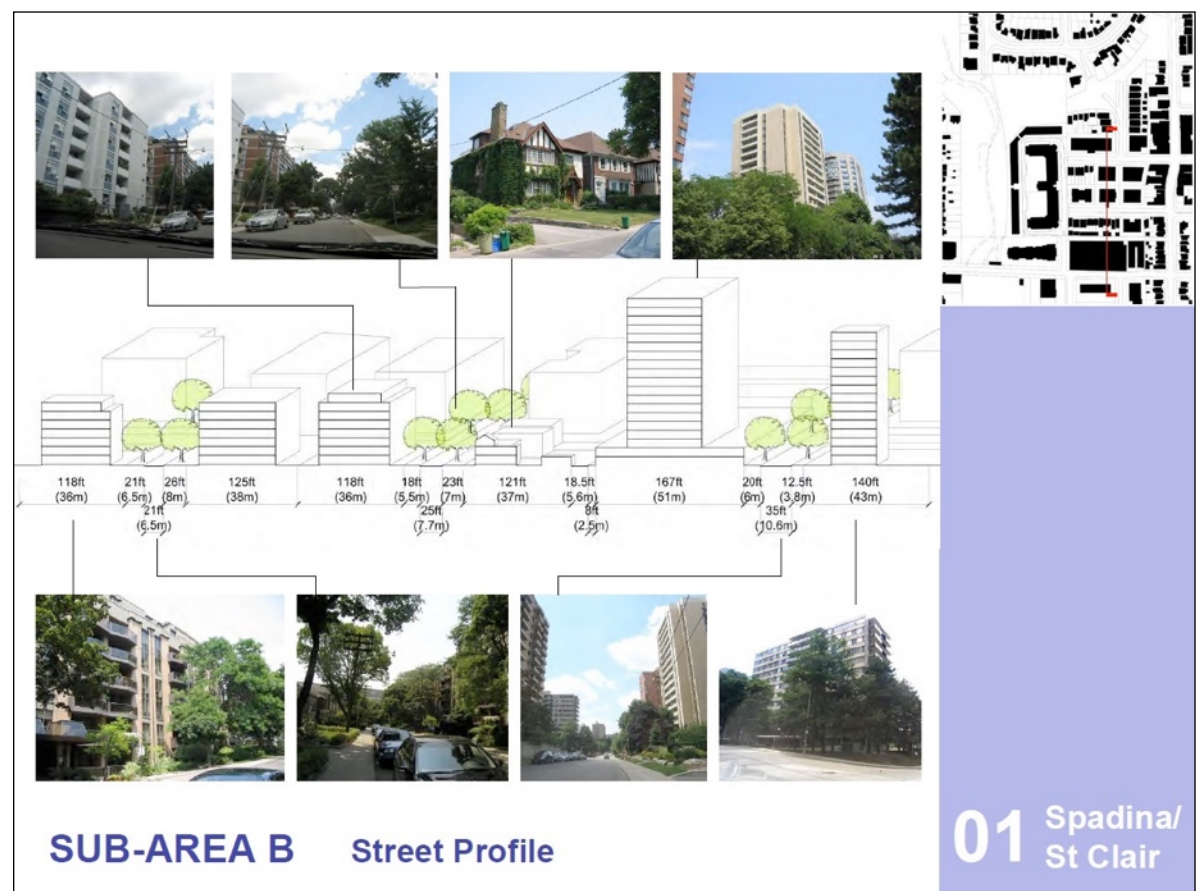 118ft
(36m)
21ft
(6.5m)
26ft
(8m)
125ft
(38m)
118ft
(36m)
18ft
(5.5m)
23ft
(7m)
121ft
(37m)
18.5ft
(5.6m)
167ft
(51m)
20ft
(6m)
12.5ft
(3.8m)
140ft
(43m)
21ft
(6.5m)
25ft
(7.7m)
8ft
(2.5m)
35ft
(10.6m)
SUB-AREA B Street Profile
01 Spadina/
St Clair